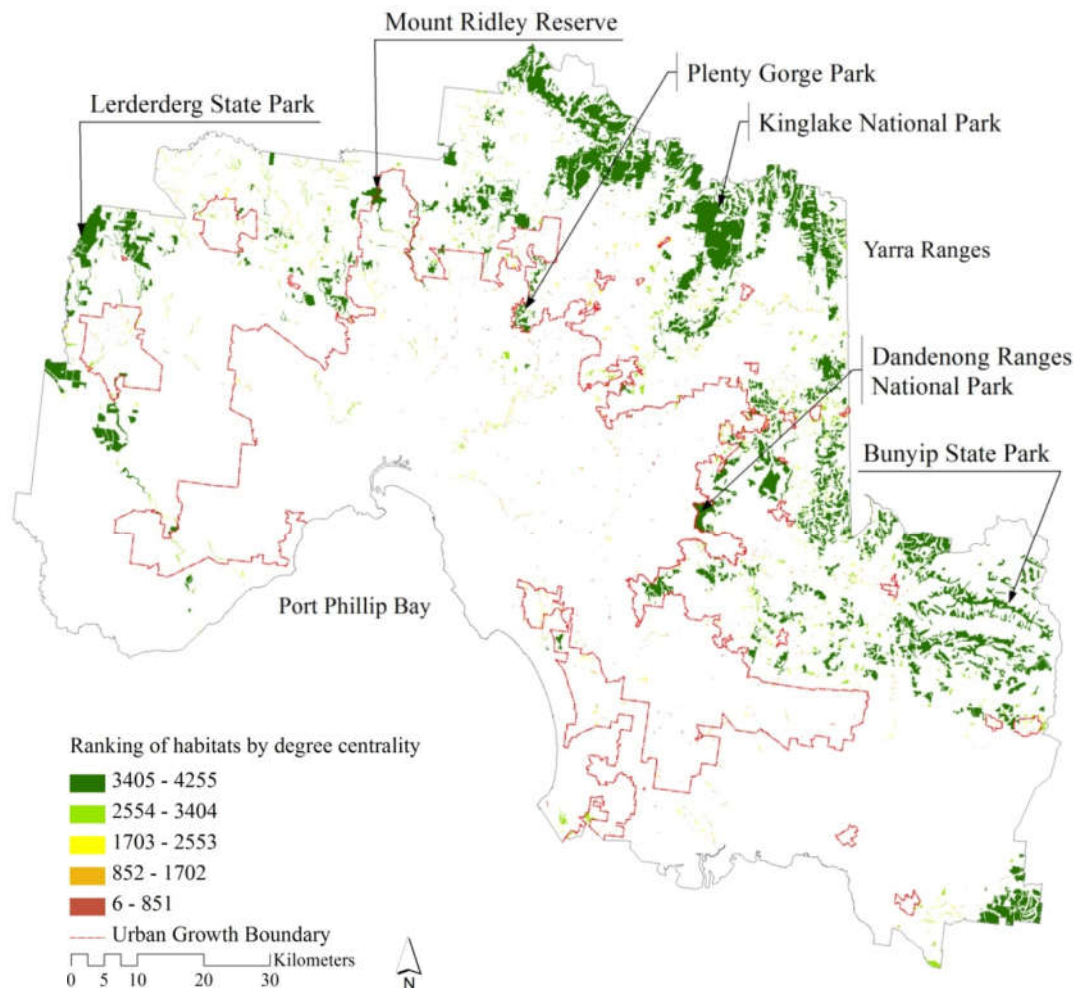 Mount Ridley Reserve
Plenty Gorge Park
Lerderderg State Park
Kinglake National Park
Yarra Ranges
Dandenong Ranges
National Park
Bunyip State Park
Port Phillip Bay
Ranking of habitats by degree centrality
3405 - 4255
2554 - 3404
1703 - 2553
852 - 1702
6 - 851
Urban Growth Boundary
Kilometers
0 5 10 20 30
N